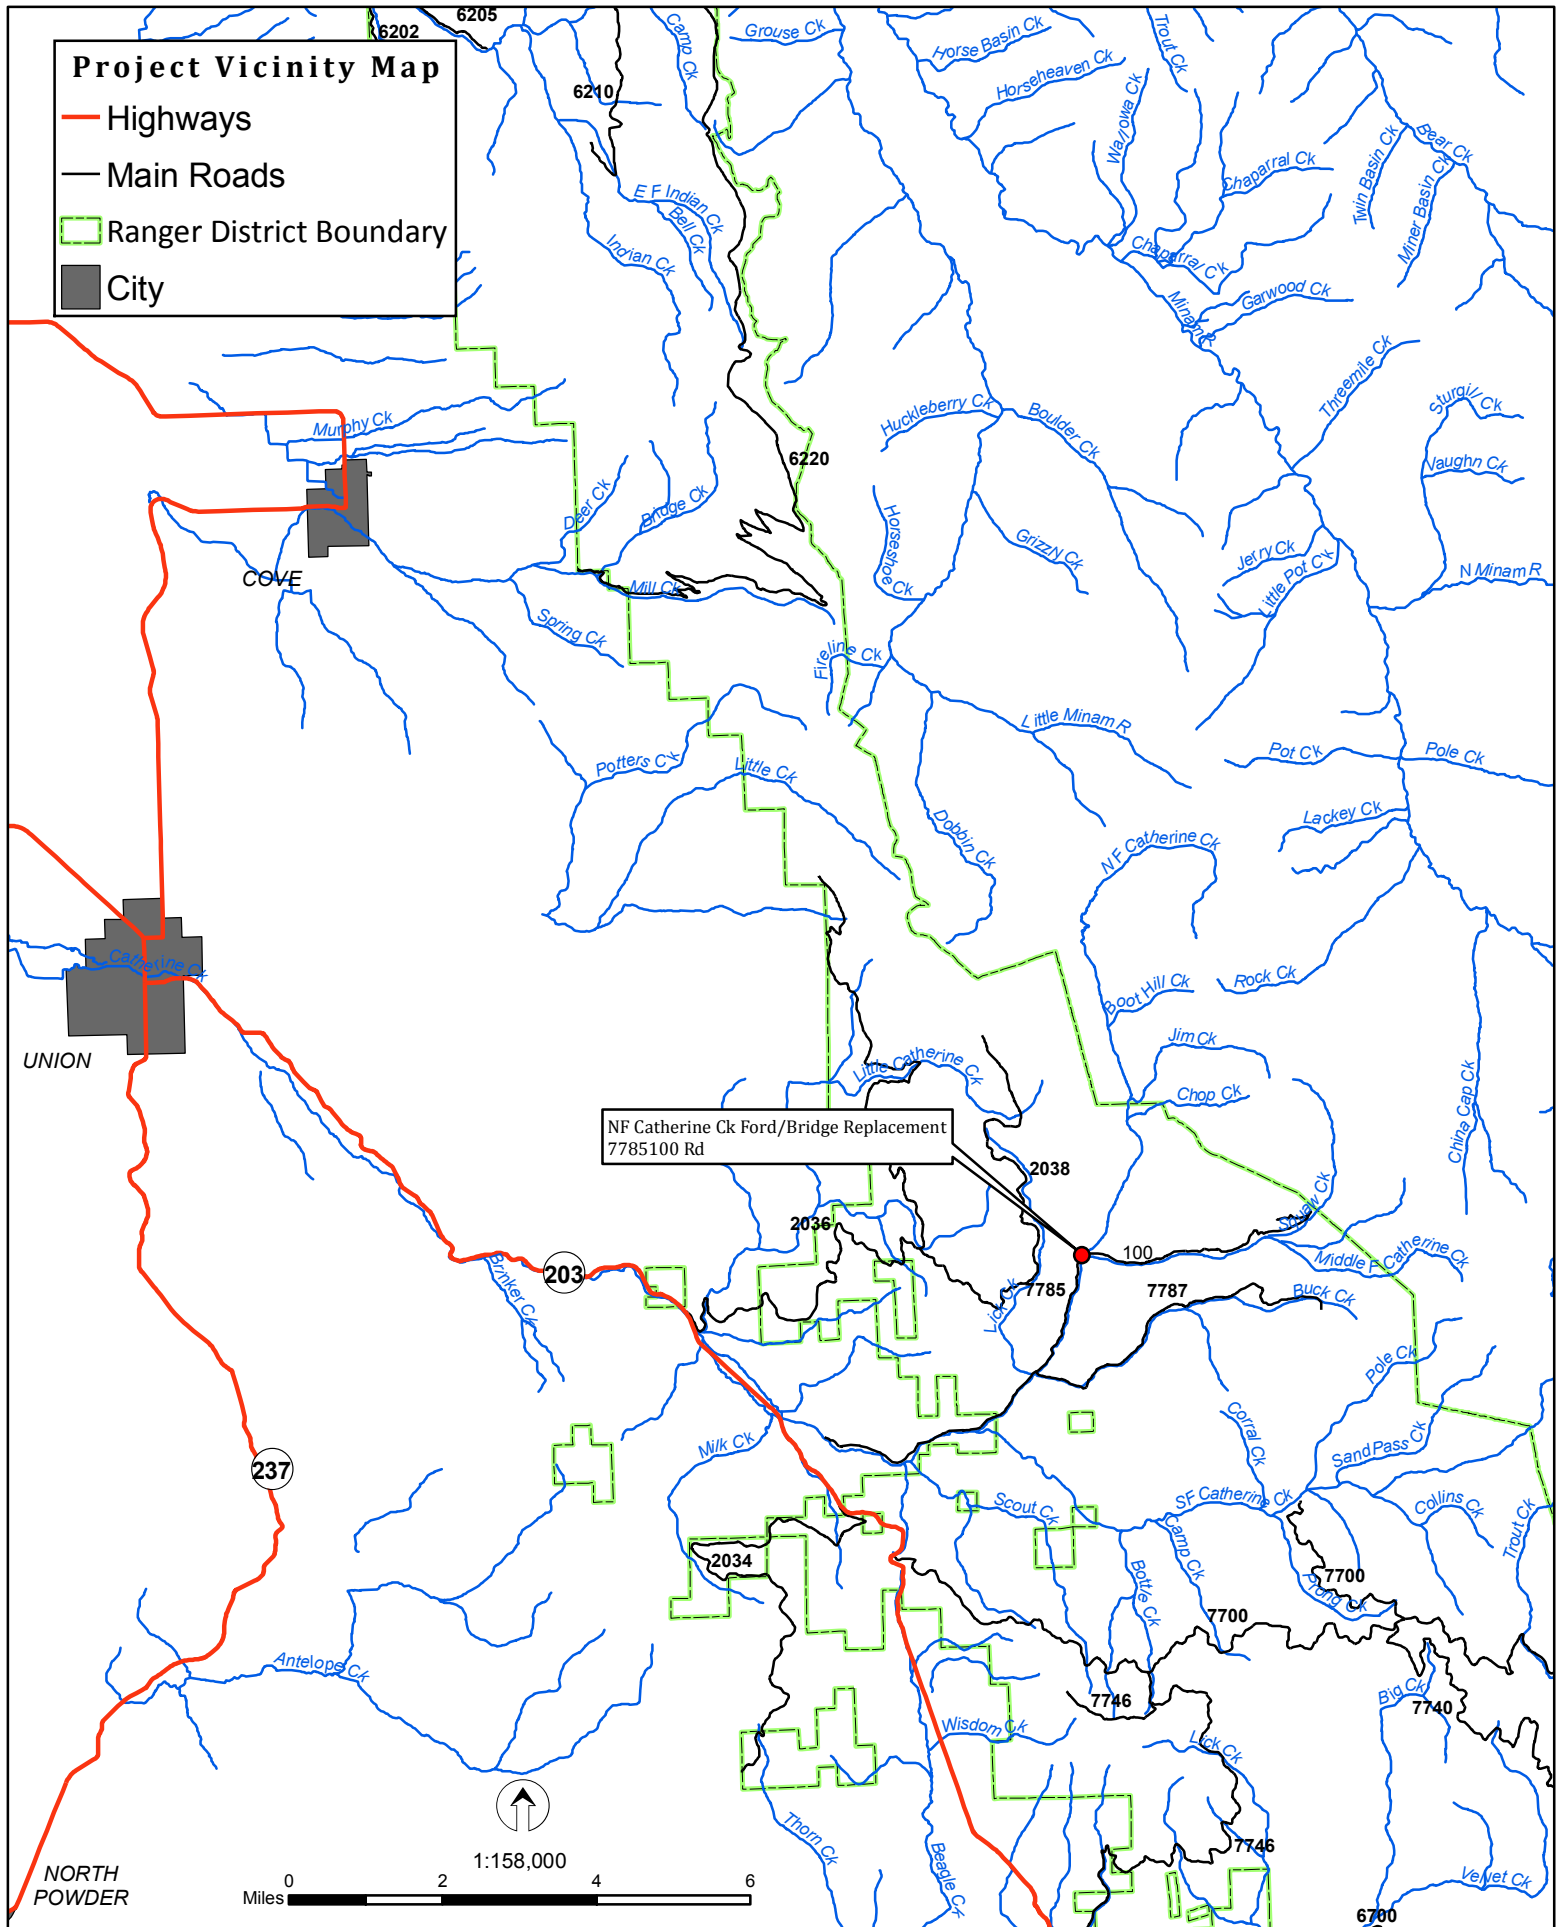 6205
6202
Project Vicinity Map
Highways
Main Roads
Ranger District Boundary
City
6210
Camp Ck
Grouse Ck
Horse Basin Ck
Horseheaven Ck
Trout Ck
Wallowa Ck
Chaparral Ck
Twin Basin Ck
Bear Ck
Miner Basin Ck
E F Indian Ck
Bell Ck
Indian Ck
Chaparral Ck
Garwood Ck
Minam R
Threemile Ck
Sturgill Ck
Vaughn Ck
Murphy Ck
Huckleberry Ck
Boulder Ck
6220
Deer Ck
Bridge Ck
Horseshoe Ck
Grizzly Ck
Jerry Ck
Little Pot Ck
N Minam R
COVE
Mill Ck
Spring Ck
Fireline Ck
Little Minam R
Potters Ck
Little Ck
Pot Ck
Pole Ck
Lackey Ck
Dobbin Ck
N F Catherine Ck
Catherine Ck
UNION
Boot Hill Ck
Rock Ck
Jim Ck
Chop Ck
China Cap Ck
Little Catherine Ck
NF Catherine Ck Ford/Bridge Replacement
7785100 Rd
2038
2036
100
Squaw Ck
Middle F Catherine Ck
203
Brinker Ck
Lick Ck
7785
7787
Buck Ck
Pole Ck
237
Milk Ck
Corral Ck
Sand Pass Ck
Scout Ck
SF Catherine Ck
Collins Ck
Trout Ck
Camp Ck
Bottle Ck
2034
7700
Prong Ck
7700
Antelope Ck
7746
Big Ck
7740
Wisdom Ck
Lick Ck
Thorn Ck
Beagle Ck
7746
Velvet Ck
6700
NORTH
POWDER
1:158,000
0 2 4 6
Miles